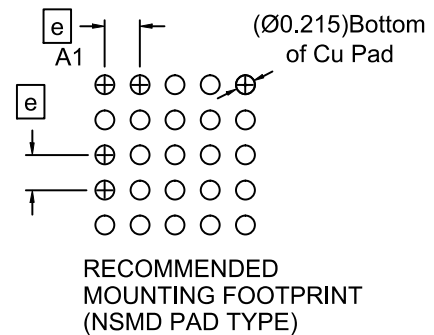 e
A1
(Ø0.215)Bottom
of Cu Pad
e
RECOMMENDED
MOUNTING FOOTPRINT
(NSMD PAD TYPE)